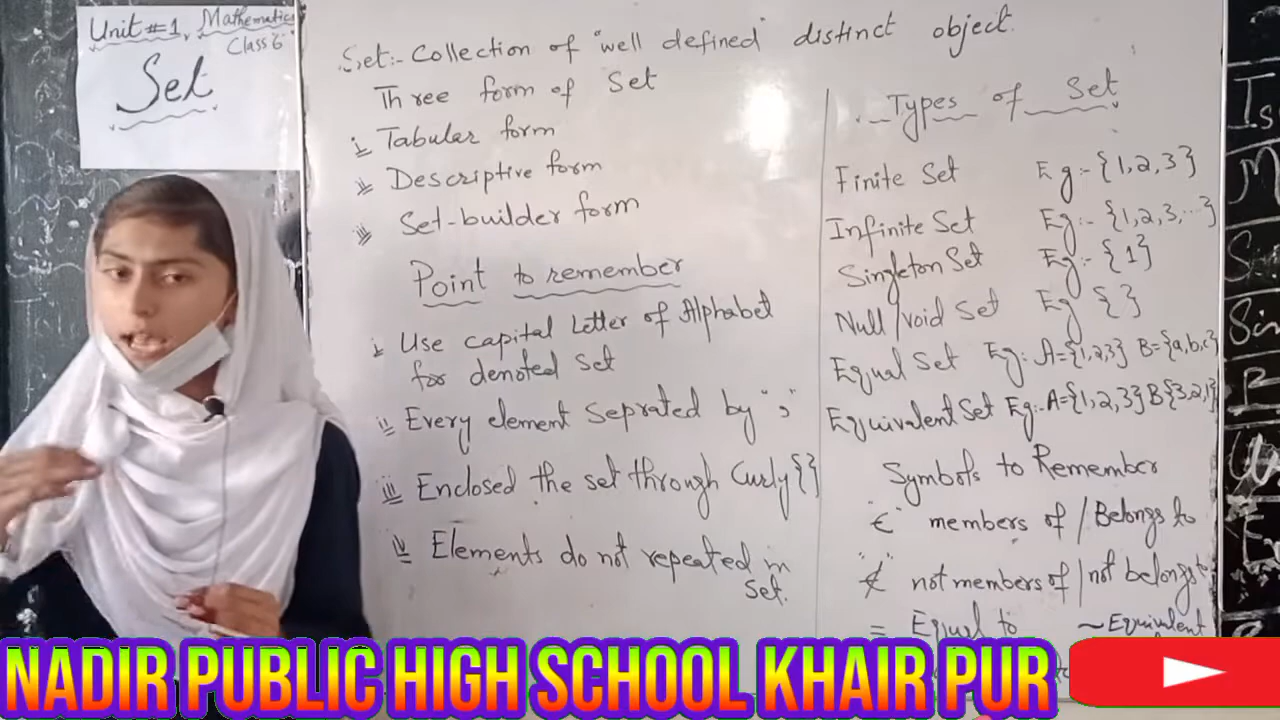 Unit #1, Mathematics
Class 6
Set
Set:- Collection of "well defined" distinct object.
Three form of Set
i Tabular form
ii Descriptive form
iii Set-builder form
Point to remember
i Use capital Letter of Alphabet
for denoted set
ii Every element Seprated by ","
iii Enclosed the set through Curly {}
iv Elements do not repeated in
Set.
Types of Set
Finite Set Eg:- {1,2,3}
Infinite Set Eg:- {1,2,3,...}
Singleton Set Eg:- {1}
Null/void Set Eg { }
Equal Set Eg:- A={1,2,3} B={a,b,c}
Equivalent Set Eg:- A={1,2,3} B{3,2,1}
Symbols to Remember
"∈" members of / Belongs to
"∉" not members of / not belongs
= Equal to ~ Equivalent
Is
M
NADIR PUBLIC HIGH SCHOOL KHAIR PUR